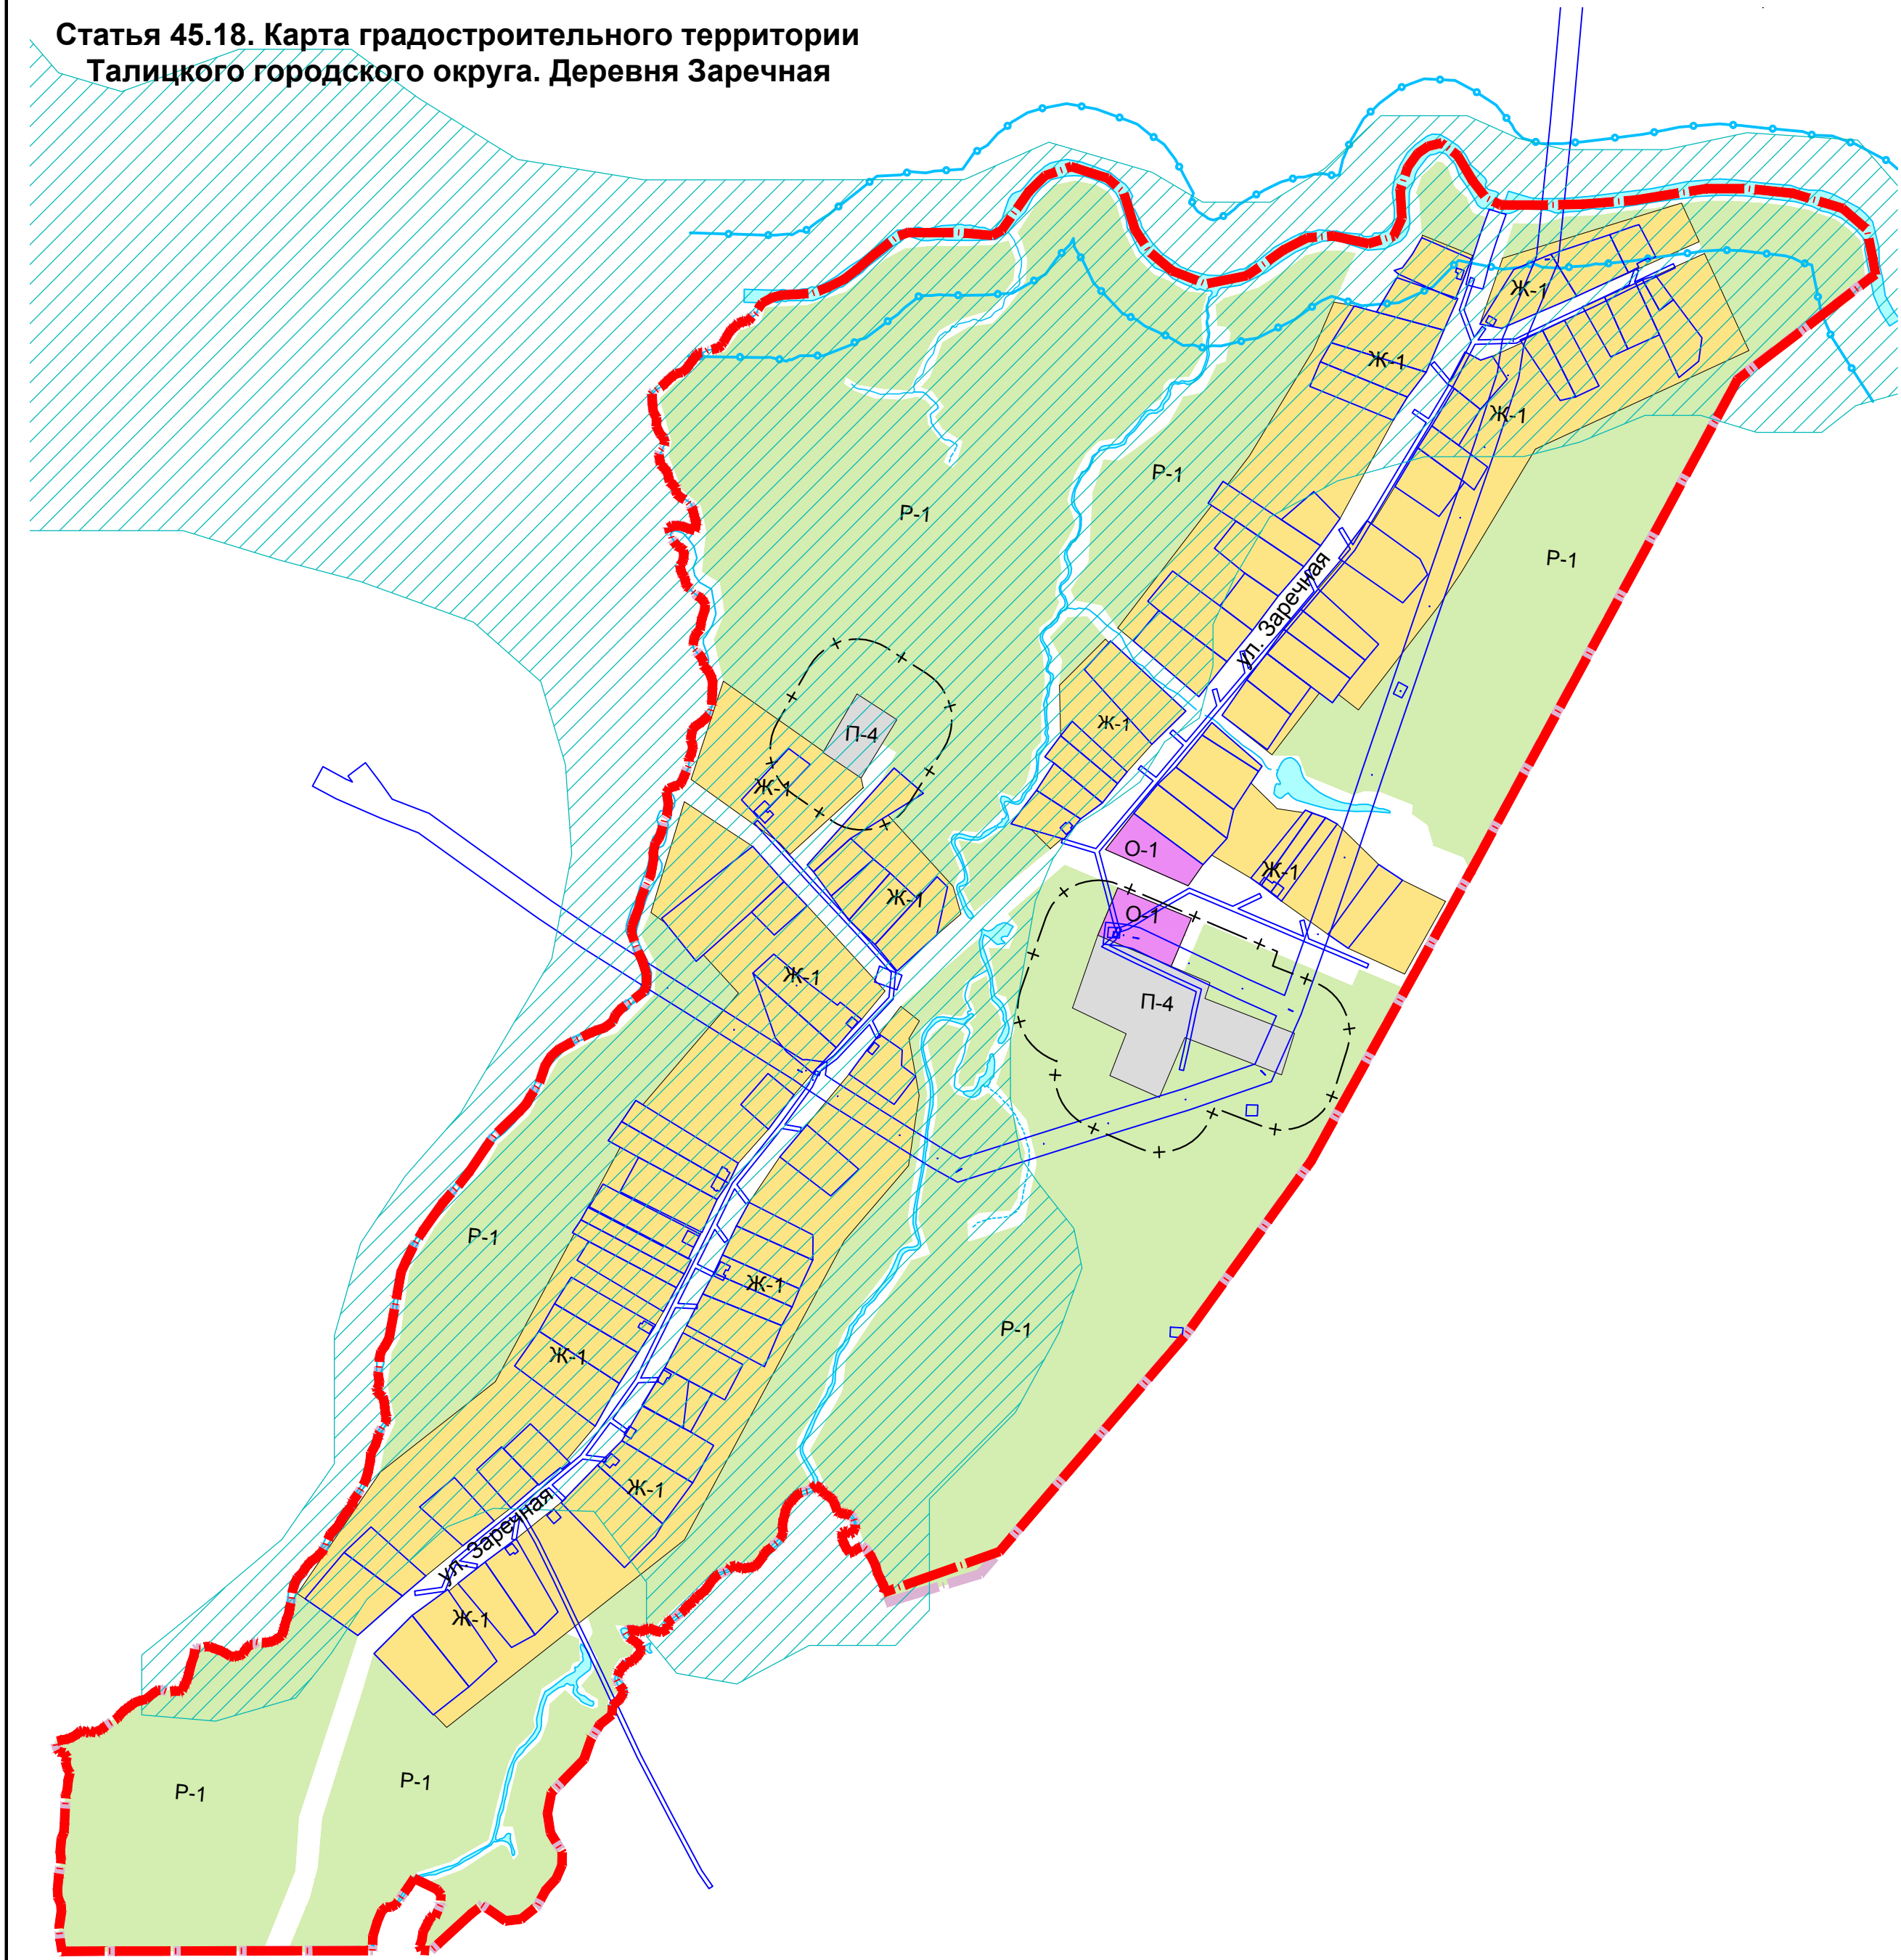 Статья 45.18. Карта градостроительного территории
Талицкого городского округа. Деревня Заречная
Ж-1
Ж-1
Ж-1
Р-1
Р-1
Р-1
ул. Заречная
Ж-1
П-4
Ж-1
О-1
Ж-1
Ж-1
О-1
Ж-1
П-4
Р-1
Ж-1
Р-1
Ж-1
Ж-1
ул. Заречная
Ж-1
Р-1
Р-1